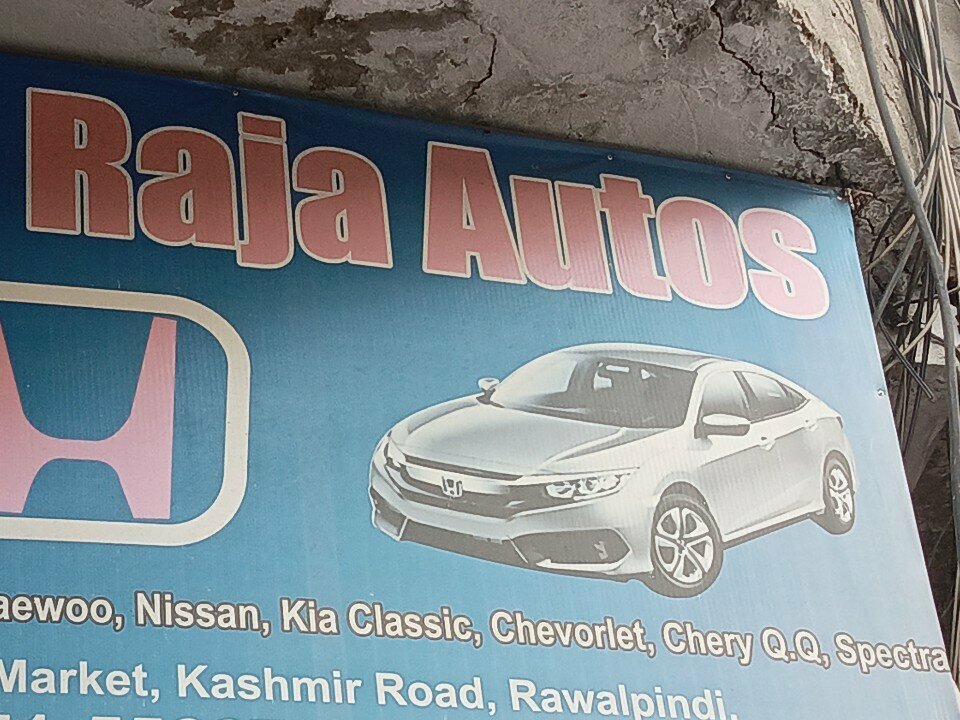 Raja Autos
aewoo, Nissan, Kia Classic, Chevorlet, Chery Q.Q, Spectra
Market, Kashmir Road, Rawalpindi.